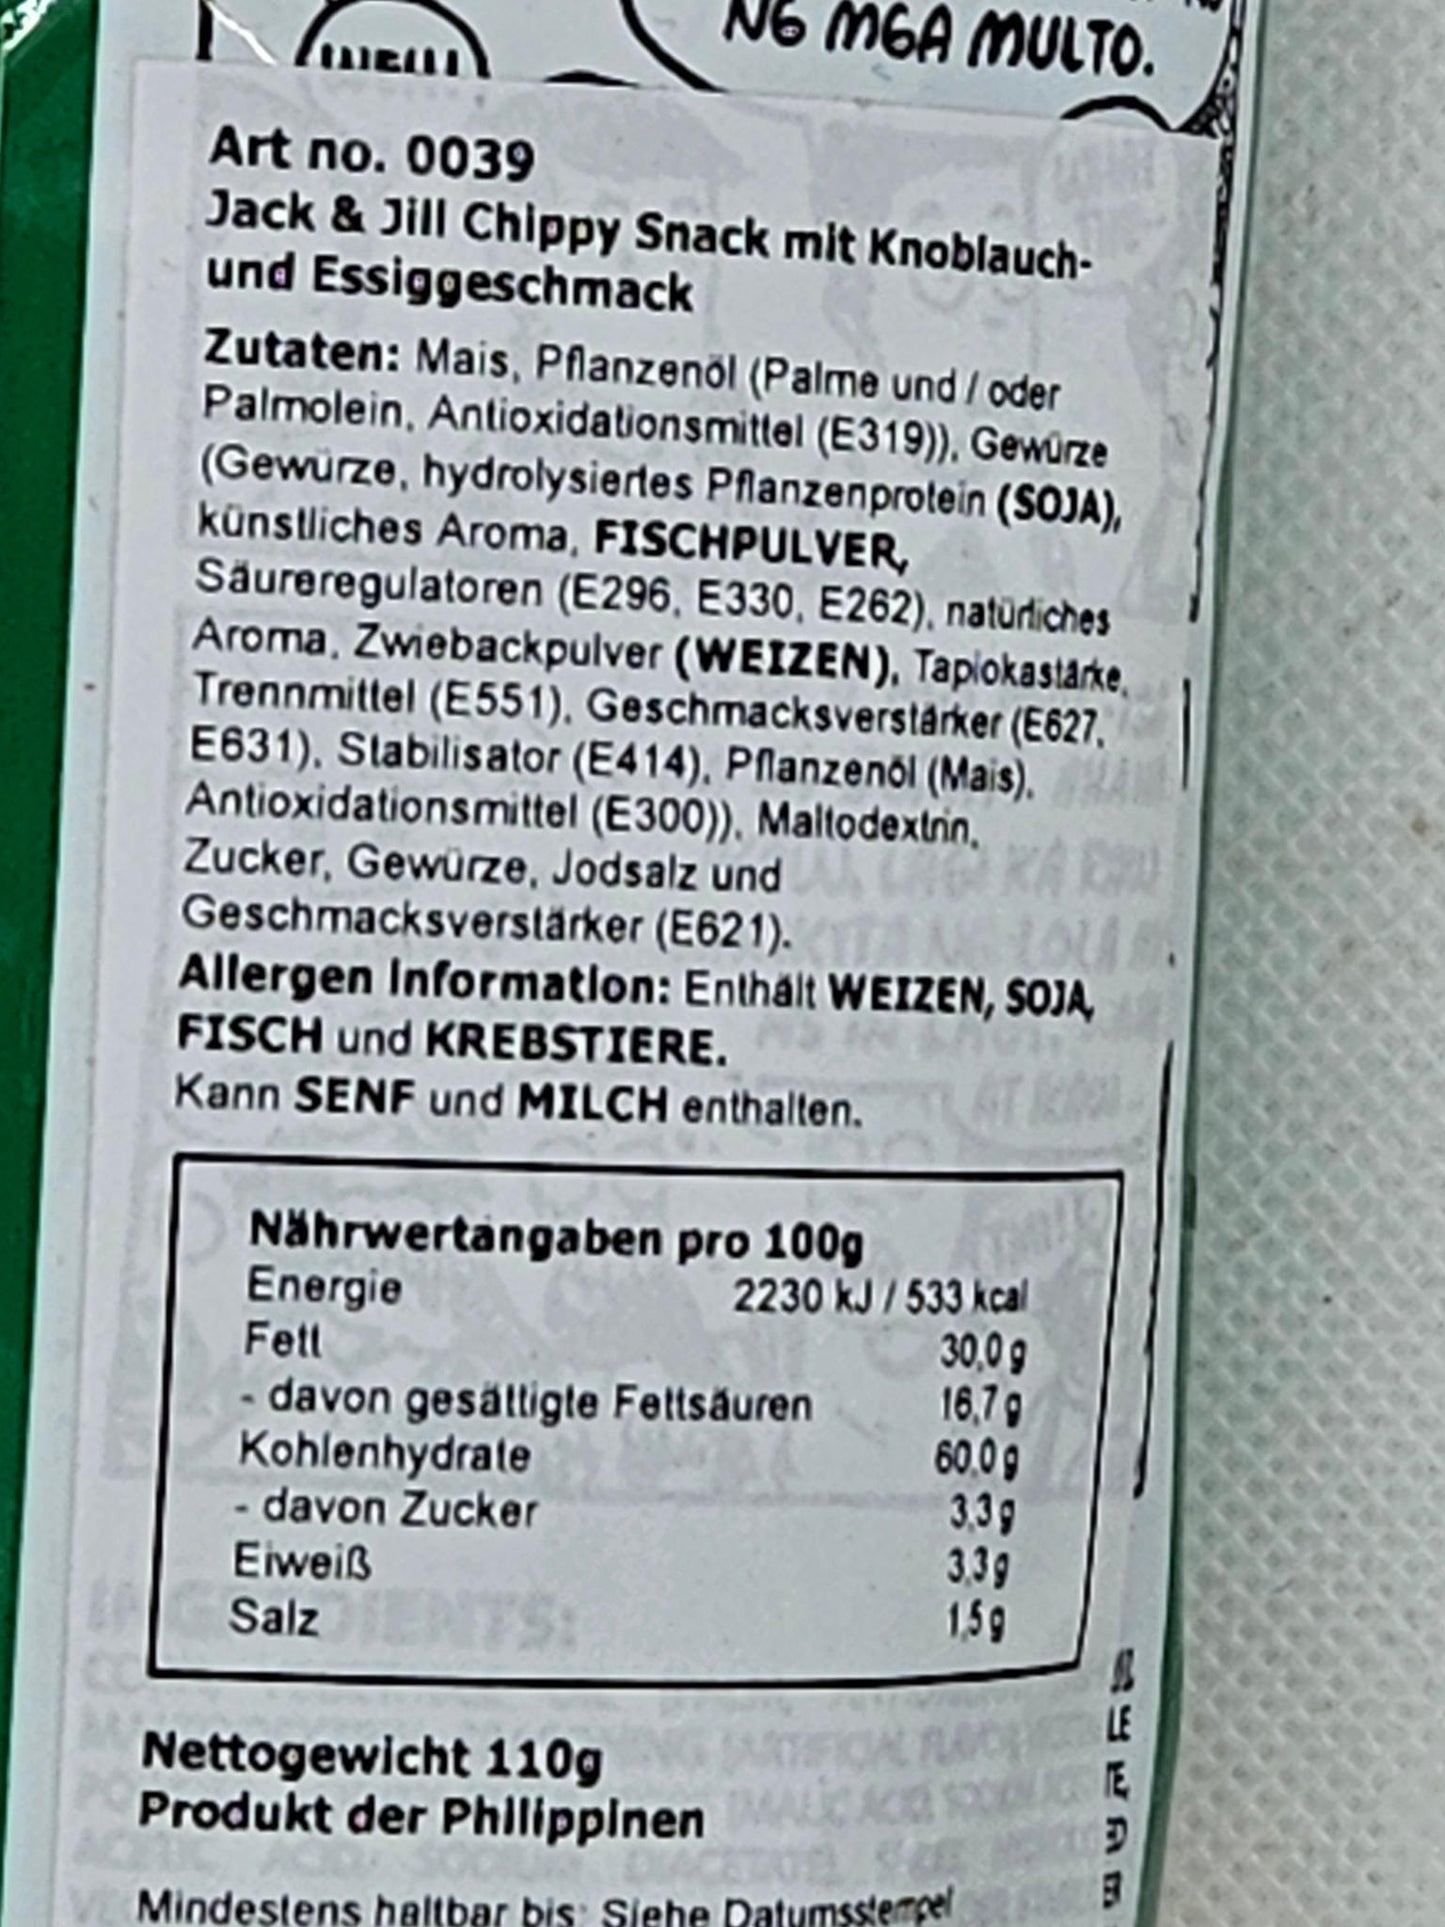 NG MGA MULTO.
Art no. 0039
Jack & Jill Chippy Snack mit Knoblauch-
und Essiggeschmack
Zutaten: Mais, Pflanzenöl (Palme und / oder
Palmolein, Antioxidationsmittel (E319)), Gewürze
(Gewürze, hydrolysiertes Pflanzenprotein (SOJA),
künstliches Aroma, FISCHPULVER,
Säureregulatoren (E296, E330, E262), natürliches
Aroma, Zwiebackpulver (WEIZEN), Tapiokastärke,
Trennmittel (E551), Geschmacksverstärker (E627,
E631), Stabilisator (E414), Pflanzenöl (Mais),
Antioxidationsmittel (E300)), Maltodextrin,
Zucker, Gewürze, Jodsalz und
Geschmacksverstärker (E621).
Allergen Information: Enthält WEIZEN, SOJA,
FISCH und KREBSTIERE.
Kann SENF und MILCH enthalten.
Nährwertangaben pro 100g
Energie 2230 kJ / 533 kcal
Fett 30,0 g
- davon gesättigte Fettsäuren 16,7 g
Kohlenhydrate 60,0 g
- davon Zucker 3,3 g
Eiweiß 3,3 g
Salz 1,5 g
Nettogewicht 110g
Produkt der Philippinen
Mindestens haltbar bis: Siehe Datumsstempel